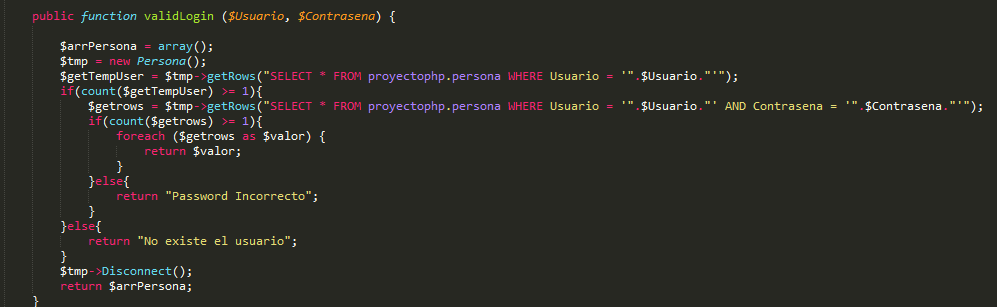 public function validLogin ($Usuario, $Contrasena) {
$arrPersona = array();
$tmp = new Persona();
$getTempUser = $tmp->getRows("SELECT * FROM proyectophp.persona WHERE Usuario = '".$Usuario."'");
if(count($getTempUser) >= 1){
$getrows = $tmp->getRows("SELECT * FROM proyectophp.persona WHERE Usuario = '".$Usuario."' AND Contrasena = '".$Contrasena."'");
if(count($getrows) >= 1){
foreach ($getrows as $valor) {
return $valor;
}
}else{
return "Password Incorrecto";
}
}else{
return "No existe el usuario";
}
$tmp->Disconnect();
return $arrPersona;
}